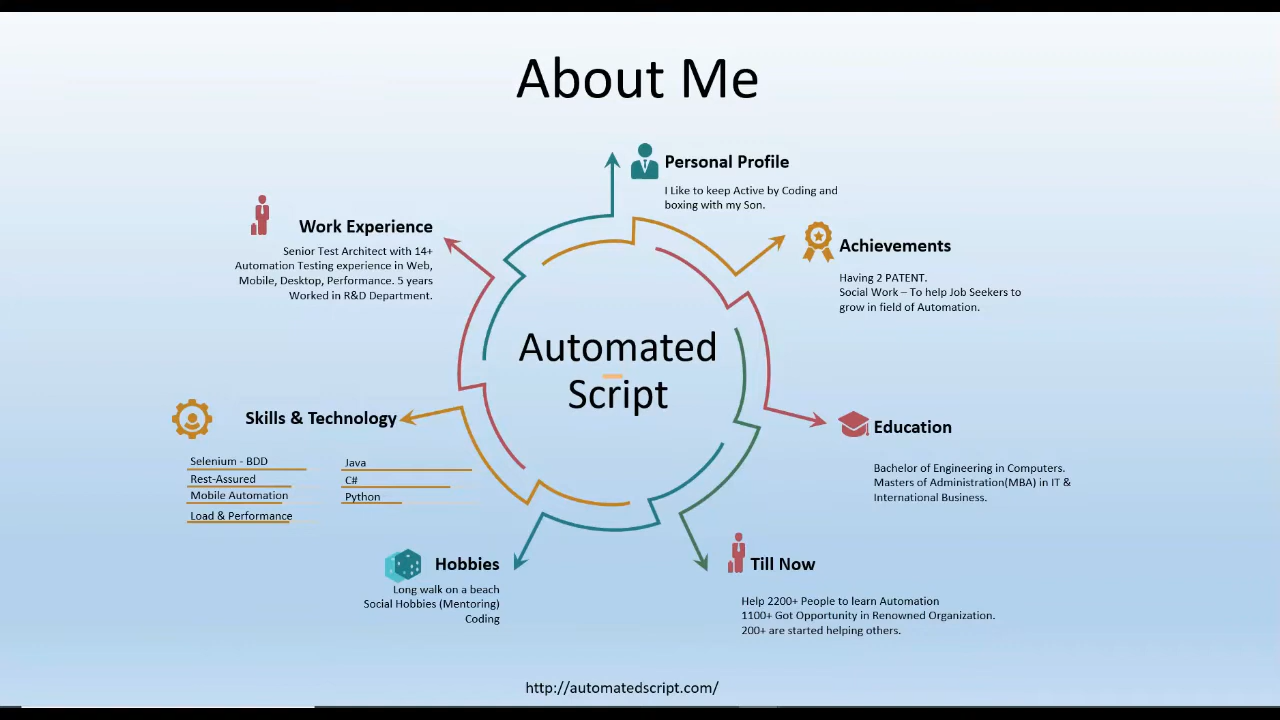 About Me
Personal Profile
I Like to keep Active by Coding and
boxing with my Son.
Work Experience
Senior Test Architect with 14+
Automation Testing experience in Web,
Mobile, Desktop, Performance. 5 years
Worked in R&D Department.
Achievements
Having 2 PATENT.
Social Work – To help Job Seekers to
grow in field of Automation.
Automated
Script
Skills & Technology
Selenium - BDD
Rest-Assured
Mobile Automation
Load & Performance
Java
C#
Python
Education
Bachelor of Engineering in Computers.
Masters of Administration(MBA) in IT &
International Business.
Hobbies
Long walk on a beach
Social Hobbies (Mentoring)
Coding
Till Now
Help 2200+ People to learn Automation
1100+ Got Opportunity in Renowned Organization.
200+ are started helping others.
http://automatedscript.com/